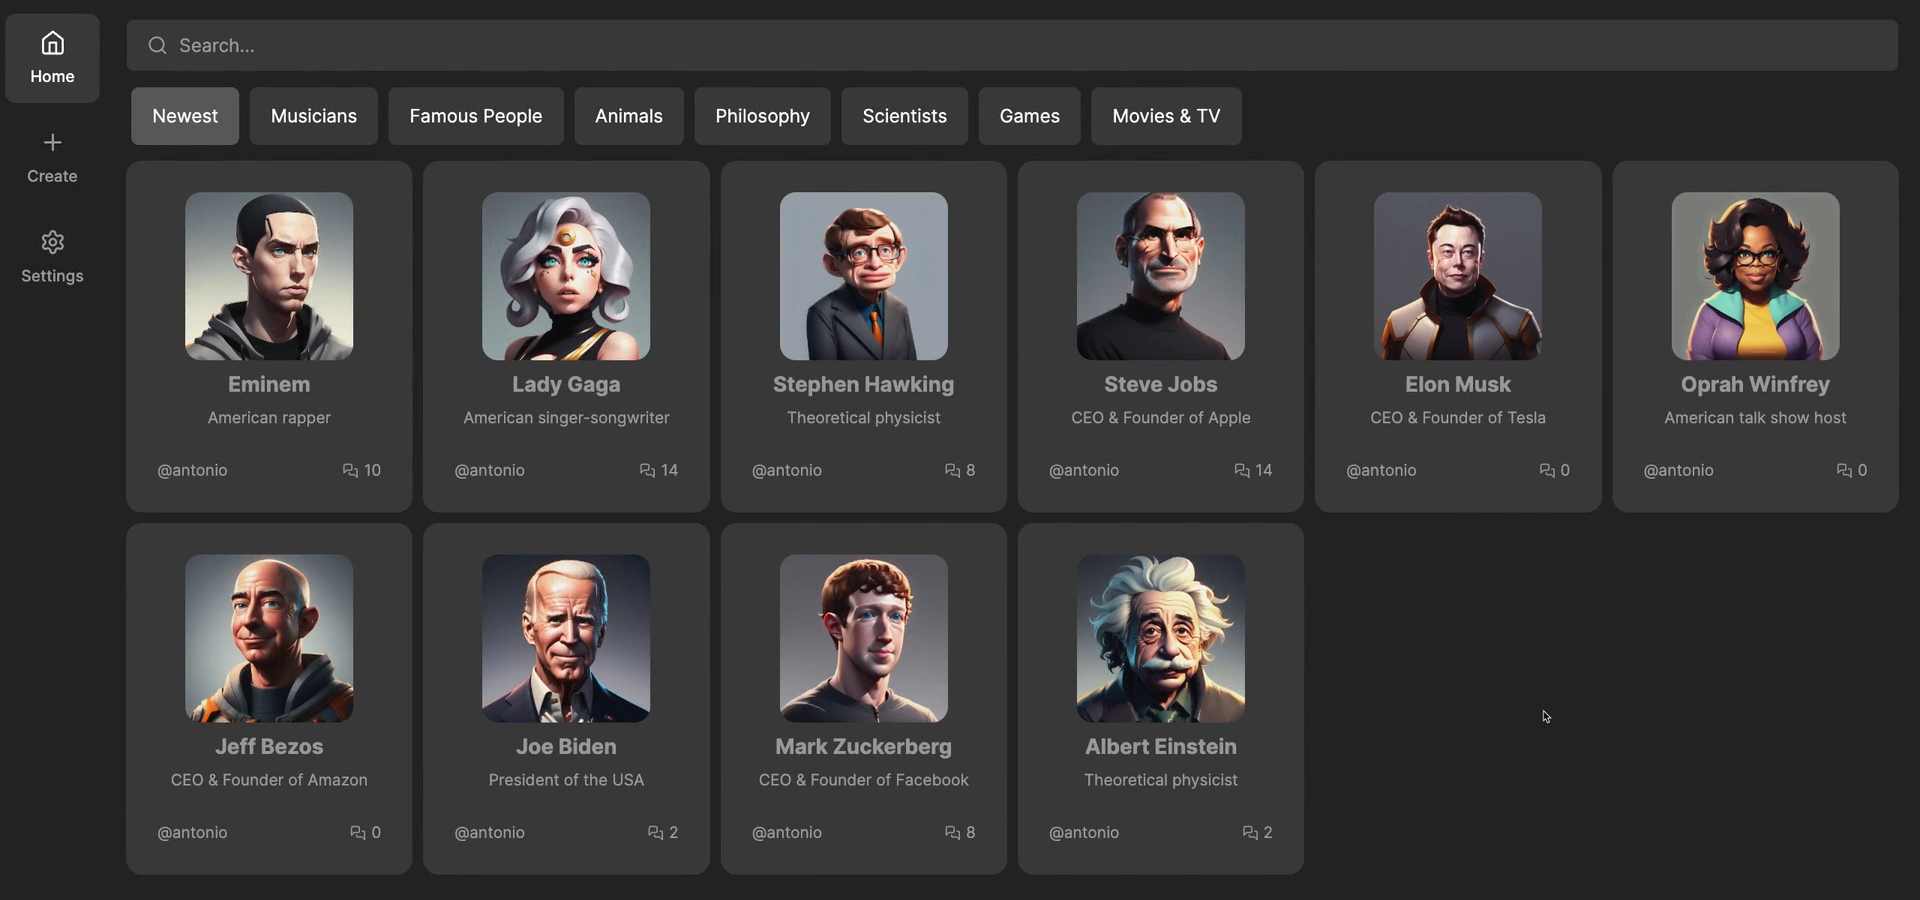 Home
Search...
Newest
Musicians
Famous People
Animals
Philosophy
Scientists
Games
Movies & TV
Create
Settings
Eminem
American rapper
@antonio
10
Lady Gaga
American singer-songwriter
@antonio
14
Stephen Hawking
Theoretical physicist
@antonio
8
Steve Jobs
CEO & Founder of Apple
@antonio
14
Elon Musk
CEO & Founder of Tesla
@antonio
0
Oprah Winfrey
American talk show host
@antonio
0
Jeff Bezos
CEO & Founder of Amazon
@antonio
0
Joe Biden
President of the USA
@antonio
2
Mark Zuckerberg
CEO & Founder of Facebook
@antonio
8
Albert Einstein
Theoretical physicist
@antonio
2